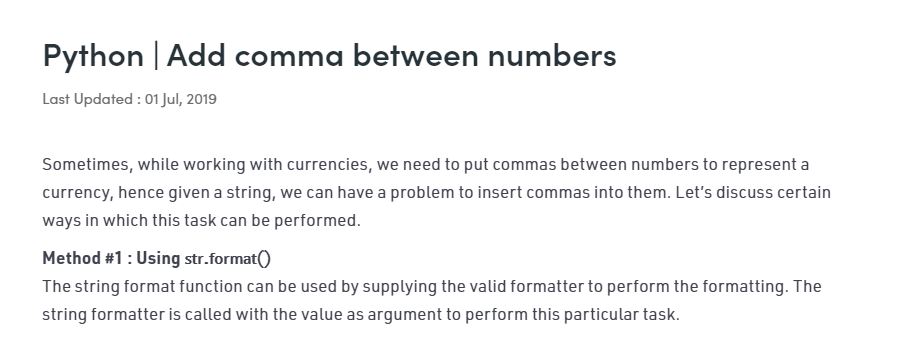 Python | Add comma between numbers
Last Updated : 01 Jul, 2019
Sometimes, while working with currencies, we need to put commas between numbers to represent a
currency, hence given a string, we can have a problem to insert commas into them. Let’s discuss certain
ways in which this task can be performed.
Method #1 : Using str.format()
The string format function can be used by supplying the valid formatter to perform the formatting. The
string formatter is called with the value as argument to perform this particular task.